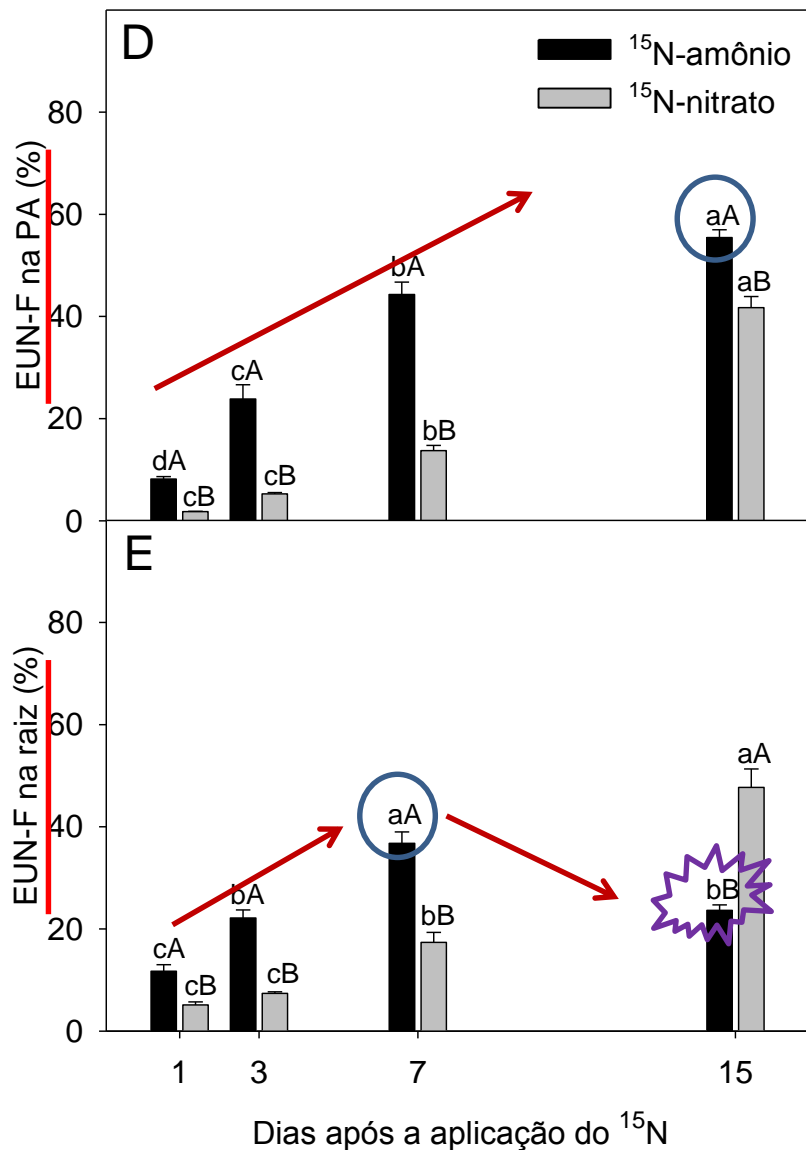 D
¹⁵N-amônio
¹⁵N-nitrato
EUN-F na PA (%)
80
60
40
20
0
dA
cB
cA
cB
bA
bB
aA
aB
E
EUN-F na raiz (%)
80
60
40
20
0
cA
cB
bA
cB
aA
bB
bB
aA
1 3 7 15
Dias após a aplicação do ¹⁵N